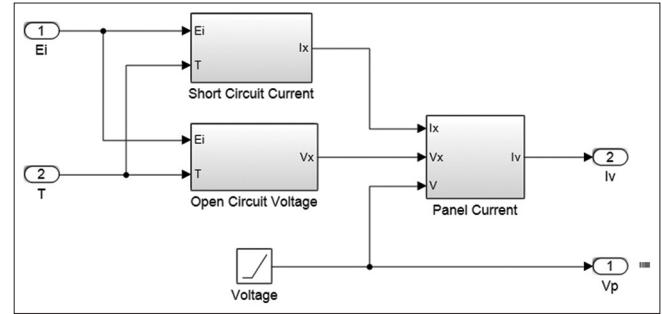 1
Ei
Ei
T
Ix
Short Circuit Current
Ei
T
Vx
Open Circuit Voltage
2
T
Ix
Vx
V
Iv
Panel Current
2
Iv
Voltage
1
Vp